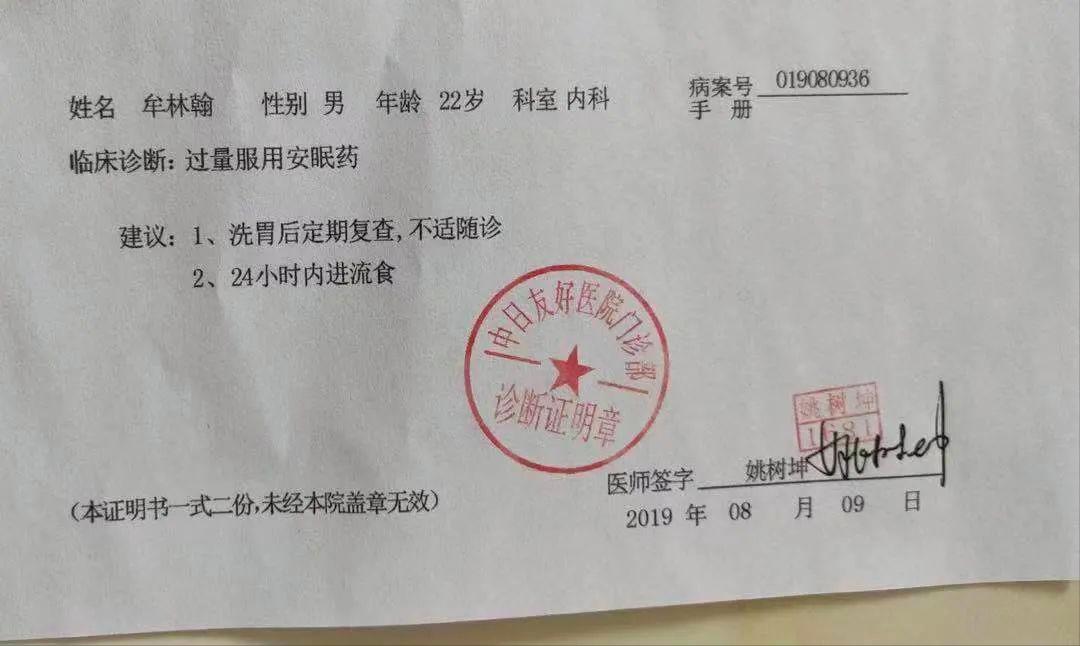 姓名 牟林翰 性别 男 年龄 22岁 科室 内科 病案号 019080936
手 册
临床诊断：过量服用安眠药
建议：1、洗胃后定期复查，不适随诊
2、24小时内进流食
中日友好医院门诊部
诊断证明章
姚树坤
1681
医师签字 姚树坤
(本证明书一式二份，未经本院盖章无效)
2019 年 08 月 09 日